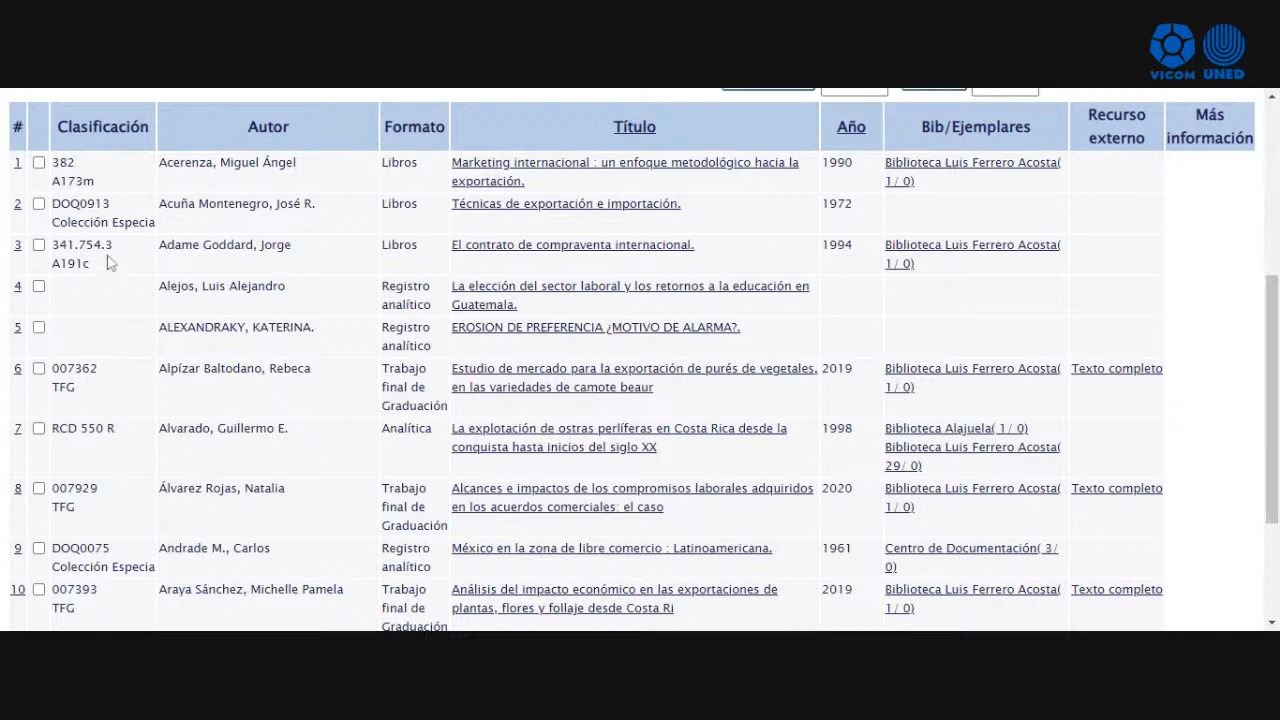 VICOM UNED
# Clasificación Autor Formato Título Año Bib/Ejemplares Recurso externo Más información
1 382 Acerenza, Miguel Ángel Libros Marketing internacional : un enfoque metodológico hacia la 1990 Biblioteca Luis Ferrero Acosta(
A173m exportación. 1/ 0)
2 DOQ0913 Acuña Montenegro, José R. Libros Técnicas de exportación e importación. 1972
Colección Especia
3 341.754.3 Adame Goddard, Jorge Libros El contrato de compraventa internacional. 1994 Biblioteca Luis Ferrero Acosta(
A191c 1/ 0)
4 Alejos, Luis Alejandro Registro La elección del sector laboral y los retornos a la educación en
analítico Guatemala.
5 ALEXANDRAKY, KATERINA. Registro EROSION DE PREFERENCIA ¿MOTIVO DE ALARMA?.
analítico
6 007362 Alpízar Baltodano, Rebeca Trabajo Estudio de mercado para la exportación de purés de vegetales, 2019 Biblioteca Luis Ferrero Acosta( Texto completo
TFG final de en las variedades de camote beaur 1/ 0)
Graduación
7 RCD 550 R Alvarado, Guillermo E. Analítica La explotación de ostras perlíferas en Costa Rica desde la 1998 Biblioteca Alajuela( 1/ 0)
conquista hasta inicios del siglo XX Biblioteca Luis Ferrero Acosta(
29/ 0)
8 007929 Álvarez Rojas, Natalia Trabajo Alcances e impactos de los compromisos laborales adquiridos 2020 Biblioteca Luis Ferrero Acosta( Texto completo
TFG final de en los acuerdos comerciales: el caso 1/ 0)
Graduación
9 DOQ0075 Andrade M., Carlos Registro México en la zona de libre comercio : Latinoamericana. 1961 Centro de Documentación( 3/
Colección Especia analítico 0)
10 007393 Araya Sánchez, Michelle Pamela Trabajo Análisis del impacto económico en las exportaciones de 2019 Biblioteca Luis Ferrero Acosta( Texto completo
TFG final de plantas, flores y follaje desde Costa Ri 1/ 0)
Graduación